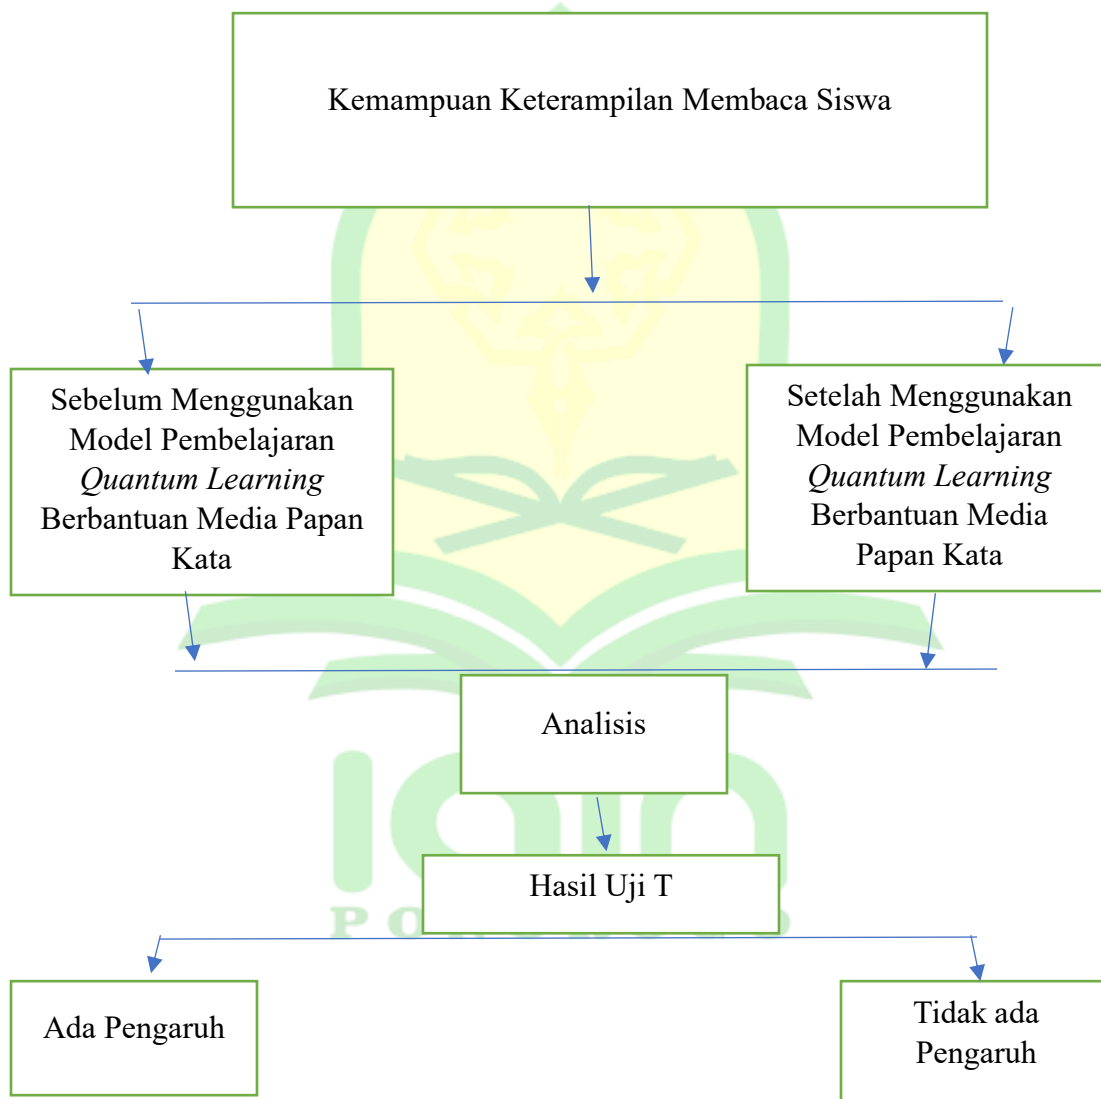 Kemampuan Keterampilan Membaca Siswa
Sebelum Menggunakan
Model Pembelajaran
Quantum Learning
Berbantuan Media Papan
Kata
Setelah Menggunakan
Model Pembelajaran
Quantum Learning
Berbantuan Media
Papan Kata
Analisis
Hasil Uji T
Ada Pengaruh
Tidak ada
Pengaruh